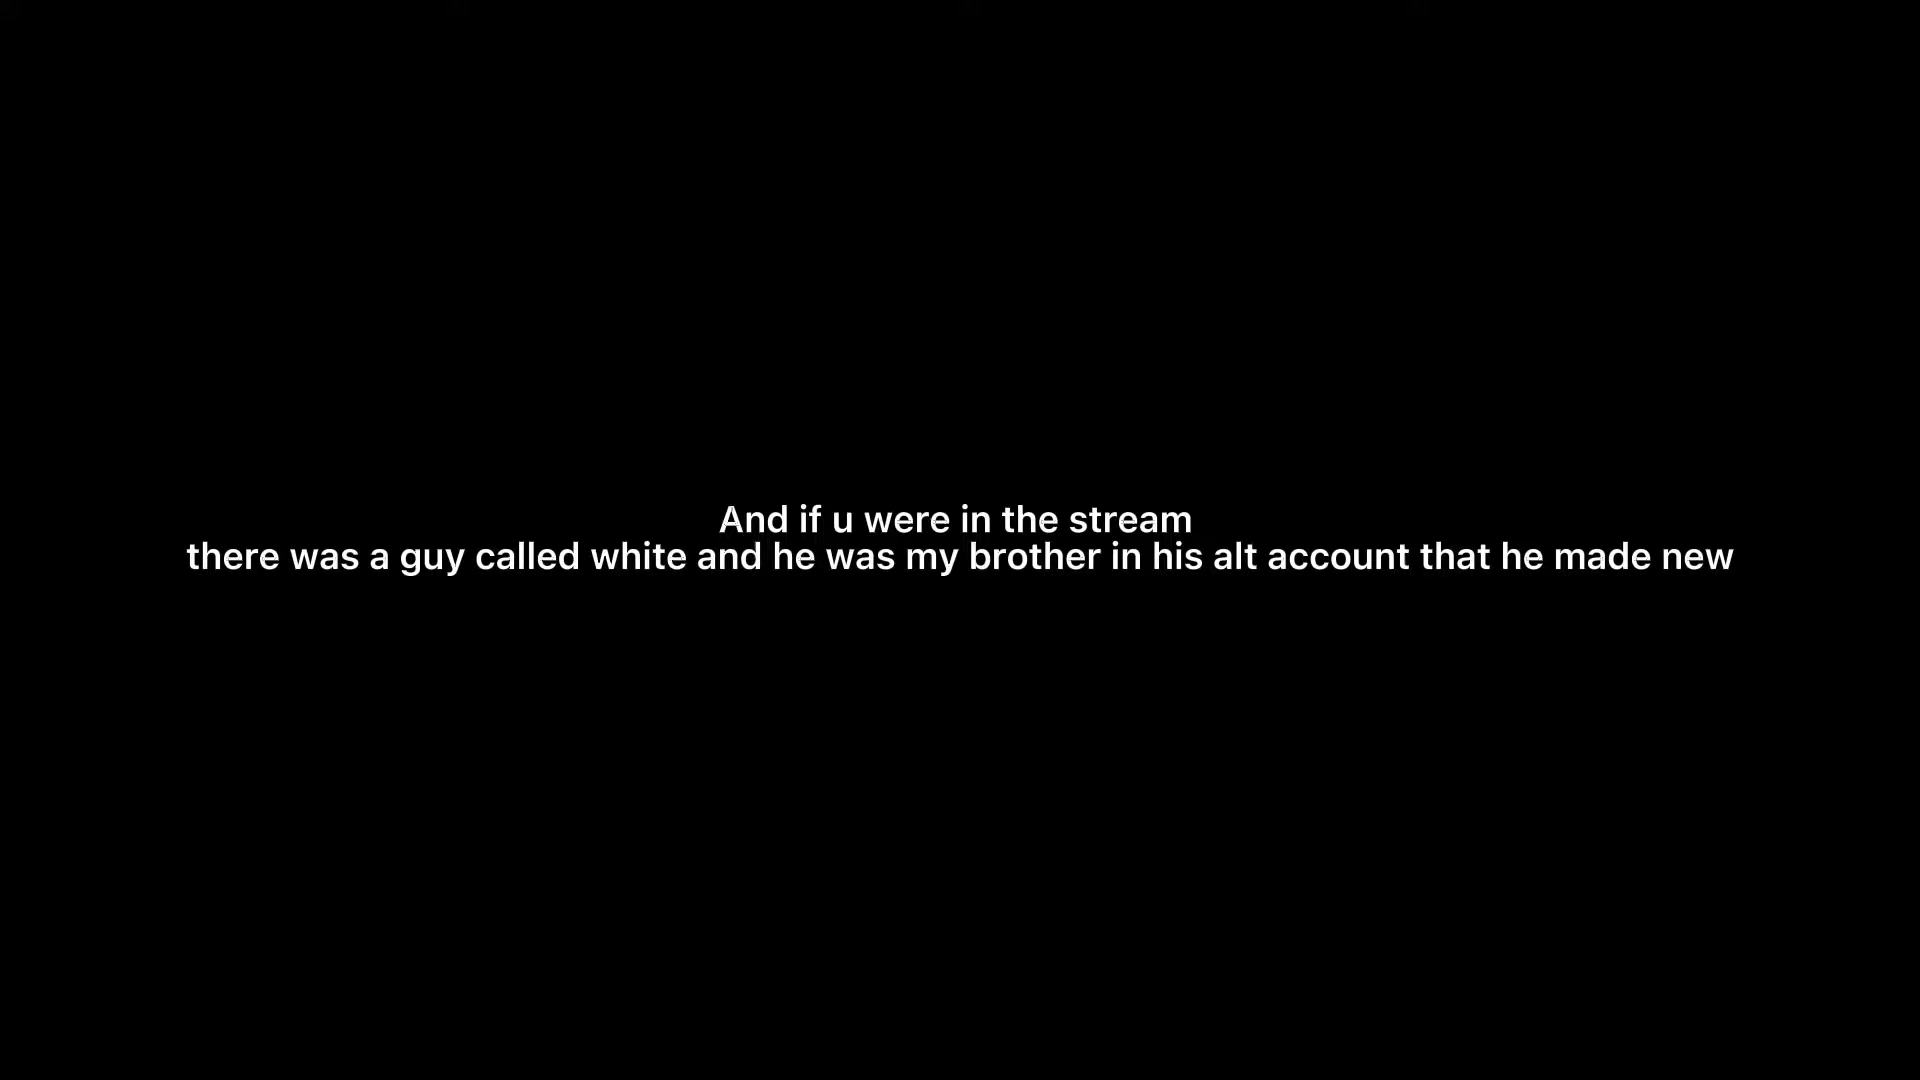 And if u were in the stream
there was a guy called white and he was my brother in his alt account that he made new